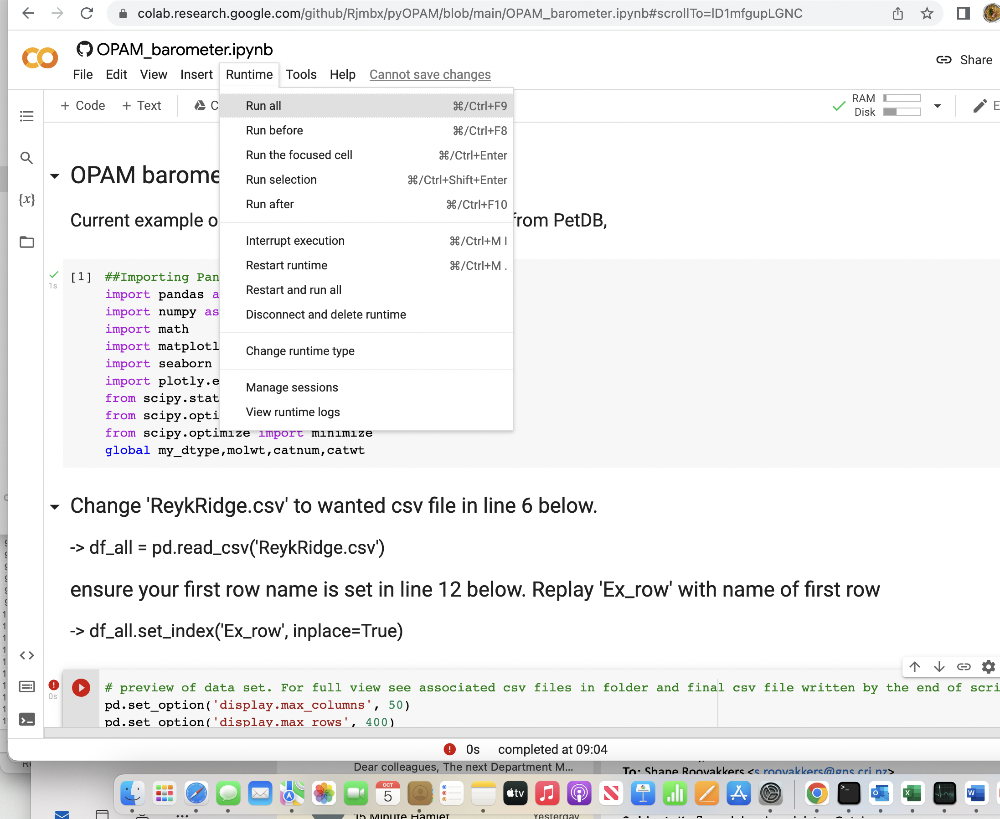 colab.research.google.com/github/Rjmbx/pyOPAM/blob/main/OPAM_barometer.ipynb#scrollTo=lD1mfgupLGNC
OPAM_barometer.ipynb
Share
File Edit View Insert Runtime Tools Help Cannot save changes
+ Code + Text C
RAM
Disk
E
Run all ⌘/Ctrl+F9
Run before ⌘/Ctrl+F8
Run the focused cell ⌘/Ctrl+Enter
Run selection ⌘/Ctrl+Shift+Enter
Run after ⌘/Ctrl+F10
Interrupt execution ⌘/Ctrl+M I
Restart runtime ⌘/Ctrl+M .
Restart and run all
Disconnect and delete runtime
Change runtime type
Manage sessions
View runtime logs
OPAM barome
Current example o from PetDB,
{x}
1s
[1] ##Importing Pan
import pandas a
import numpy as
import math
import matplotl
import seaborn
import plotly.e
from scipy.stat
from scipy.opti
from scipy.optimize import minimize
global my_dtype,molwt,catnum,catwt
Change 'ReykRidge.csv' to wanted csv file in line 6 below.
-> df_all = pd.read_csv('ReykRidge.csv')
ensure your first row name is set in line 12 below. Replay 'Ex_row' with name of first row
-> df_all.set_index('Ex_row', inplace=True)
0s
# preview of data set. For full view see associated csv files in folder and final csv file written by the end of scri
pd.set_option('display.max_columns', 50)
pd.set_option('display.max_rows', 400)
0s completed at 09:04
Dear colleagues, The next Department M...
To: Shane Rooyakkers <s.rooyakkers@gns.cri.nz>
OCT
5
tv
15 Minute Hamlet
Yesterday